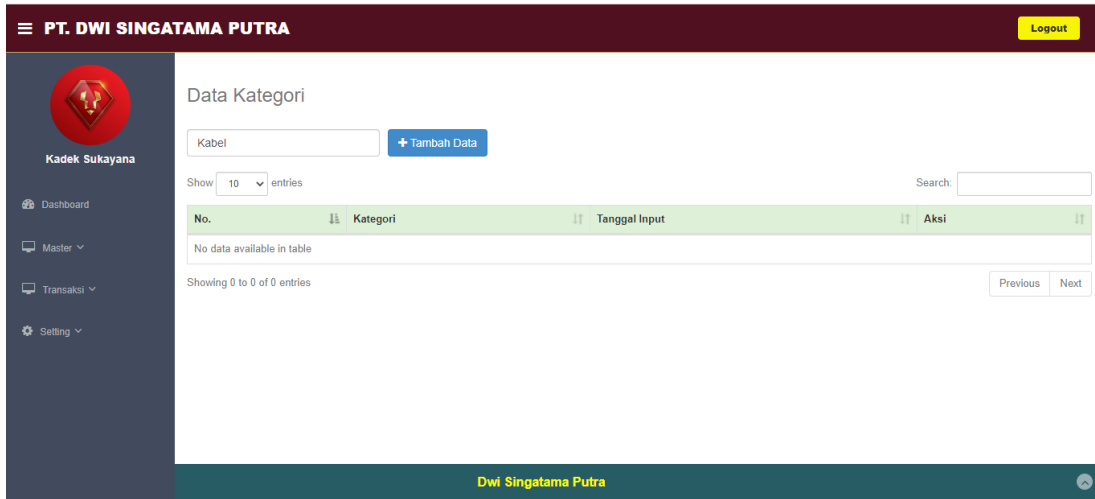 PT. DWI SINGATAMA PUTRA
Logout
Kadek Sukayana
Dashboard
Master
Transaksi
Setting
Data Kategori
Kabel
Tambah Data
Show 10 entries
Search:
No. Kategori Tanggal Input Aksi
No data available in table
Showing 0 to 0 of 0 entries
Previous Next
Dwi Singatama Putra